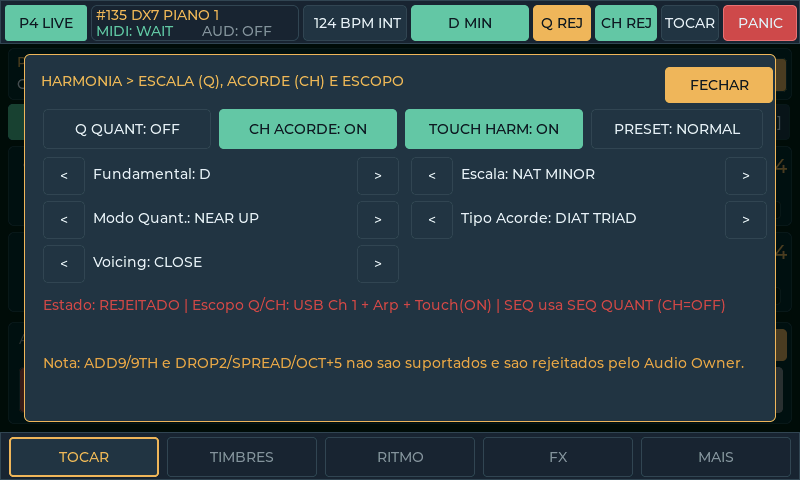 P4 LIVE
#135 DX7 PIANO 1
MIDI: WAIT AUD: OFF
124 BPM INT
D MIN
Q REJ
CH REJ
TOCAR
PANIC
HARMONIA > ESCALA (Q), ACORDE (CH) E ESCOPO
FECHAR
Q QUANT: OFF
CH ACORDE: ON
TOUCH HARM: ON
PRESET: NORMAL
< Fundamental: D >
< Escala: NAT MINOR >
< Modo Quant.: NEAR UP >
< Tipo Acorde: DIAT TRIAD >
< Voicing: CLOSE >
Estado: REJEITADO | Escopo Q/CH: USB Ch 1 + Arp + Touch(ON) | SEQ usa SEQ QUANT (CH=OFF)
Nota: ADD9/9TH e DROP2/SPREAD/OCT+5 nao sao suportados e sao rejeitados pelo Audio Owner.
TOCAR
TIMBRES
RITMO
FX
MAIS